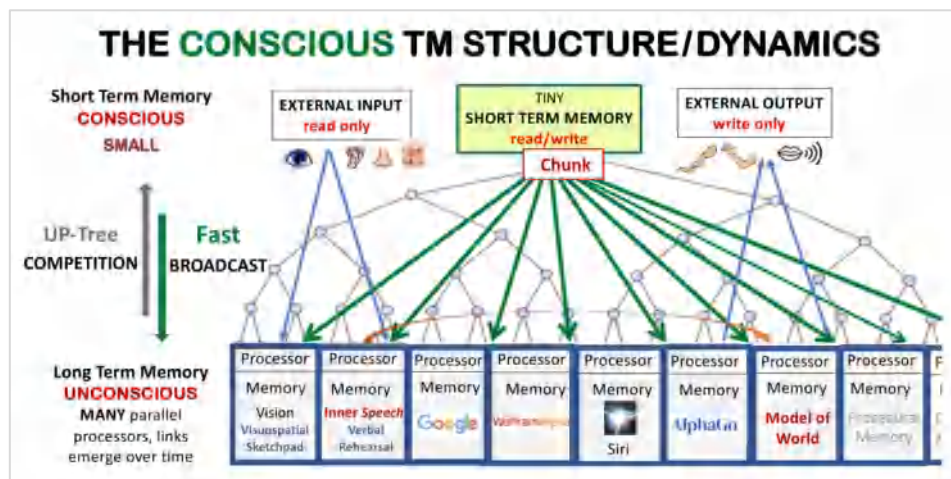 THE CONSCIOUS TM STRUCTURE/DYNAMICS
Short Term Memory
CONSCIOUS
SMALL
EXTERNAL INPUT
read only
TINY
SHORT TERM MEMORY
read/write
Chunk
EXTERNAL OUTPUT
write only
UP-Tree
COMPETITION
Fast
BROADCAST
Long Term Memory
UNCONSCIOUS
MANY parallel
processors, links
emerge over time
Processor
Memory
Vision
Visuospatial
Sketchpad
Processor
Memory
Inner Speech
Verbal
Rehearsal
Processor
Memory
Google
Processor
Memory
Processor
Memory
Siri
Processor
Memory
AlphaGo
Processor
Memory
Model of
World
Processor
Memory
Procedural
Memory